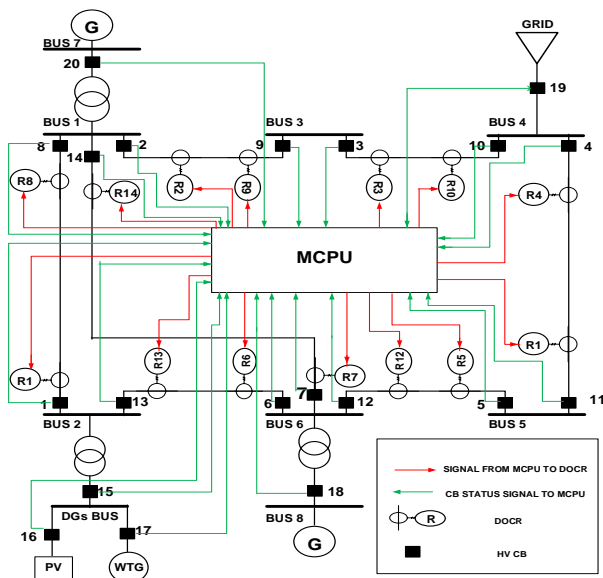 G
BUS 7
20
GRID
19
BUS 1
BUS 3
BUS 4
8
2
9
3
10
4
14
R8
R14
R2
R9
R3
R10
R4
MCPU
R1
R13
R6
R7
R12
R5
R1
1
13
6
7
12
5
11
BUS 2
BUS 6
BUS 5
15
18
DGs BUS
16
17
BUS 8
PV
WTG
G
SIGNAL FROM MCPU TO DOCR
CB STATUS SIGNAL TO MCPU
R
DOCR
HV CB